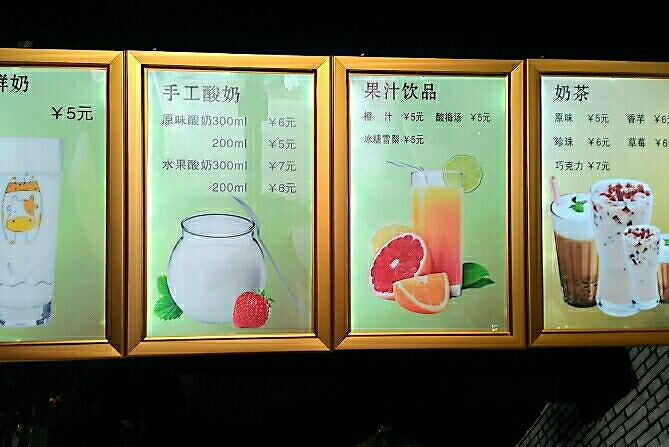 鲜奶
￥5元
手工酸奶
原味酸奶300ml ￥6元
200ml ￥5元
水果酸奶300ml ￥7元
200ml ￥6元
果汁饮品
橙 汁 ￥5元 酸梅汤 ￥5元
冰糖雪梨 ￥5元
奶茶
原味 ￥5元 香芋 ￥6
珍珠 ￥6元 草莓 ￥6
巧克力 ￥7元